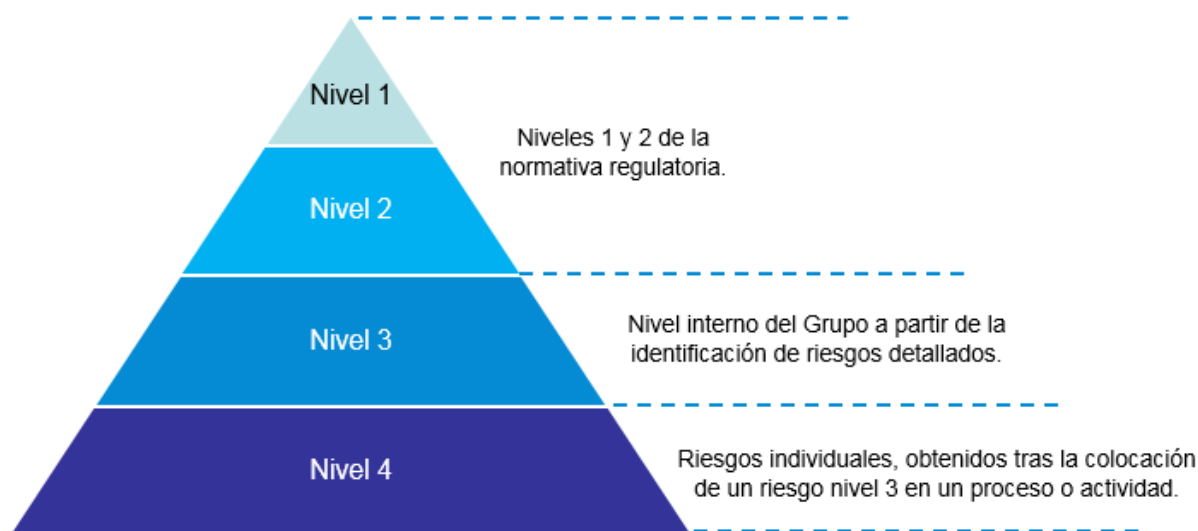 Nivel 1
Niveles 1 y 2 de la
normativa regulatoria.
Nivel 2
Nivel 3
Nivel interno del Grupo a partir de la
identificación de riesgos detallados.
Nivel 4
Riesgos individuales, obtenidos tras la colocación
de un riesgo nivel 3 en un proceso o actividad.